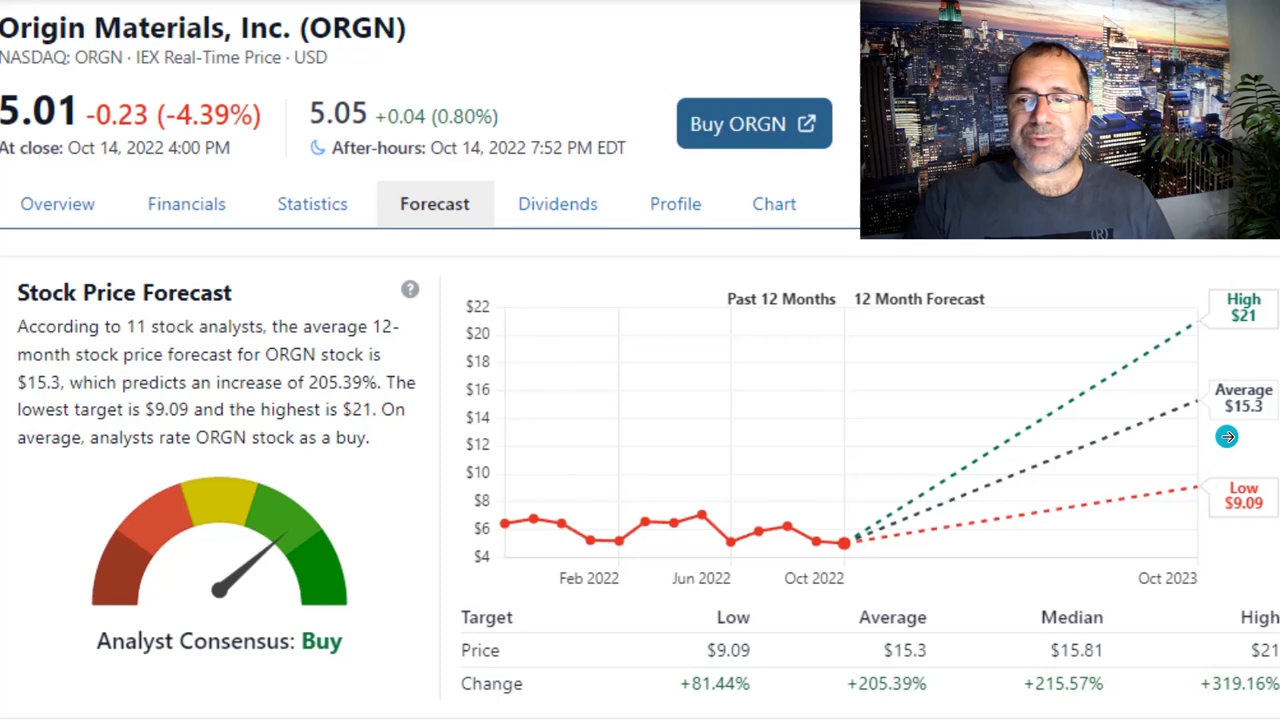 Origin Materials, Inc. (ORGN)
NASDAQ: ORGN · IEX Real-Time Price · USD
5.01 -0.23 (-4.39%)
At close: Oct 14, 2022 4:00 PM
5.05 +0.04 (0.80%)
After-hours: Oct 14, 2022 7:52 PM EDT
Buy ORGN
Overview Financials Statistics Forecast Dividends Profile Chart
Stock Price Forecast ?
According to 11 stock analysts, the average 12-
month stock price forecast for ORGN stock is
$15.3, which predicts an increase of 205.39%. The
lowest target is $9.09 and the highest is $21. On
average, analysts rate ORGN stock as a buy.
Analyst Consensus: Buy
Past 12 Months 12 Month Forecast
$22
$20
$18
$16
$14
$12
$10
$8
$6
$4
High
$21
Average
$15.3
Low
$9.09
Feb 2022 Jun 2022 Oct 2022 Oct 2023
Target Low Average Median High
Price $9.09 $15.3 $15.81 $21
Change +81.44% +205.39% +215.57% +319.16%
(R)